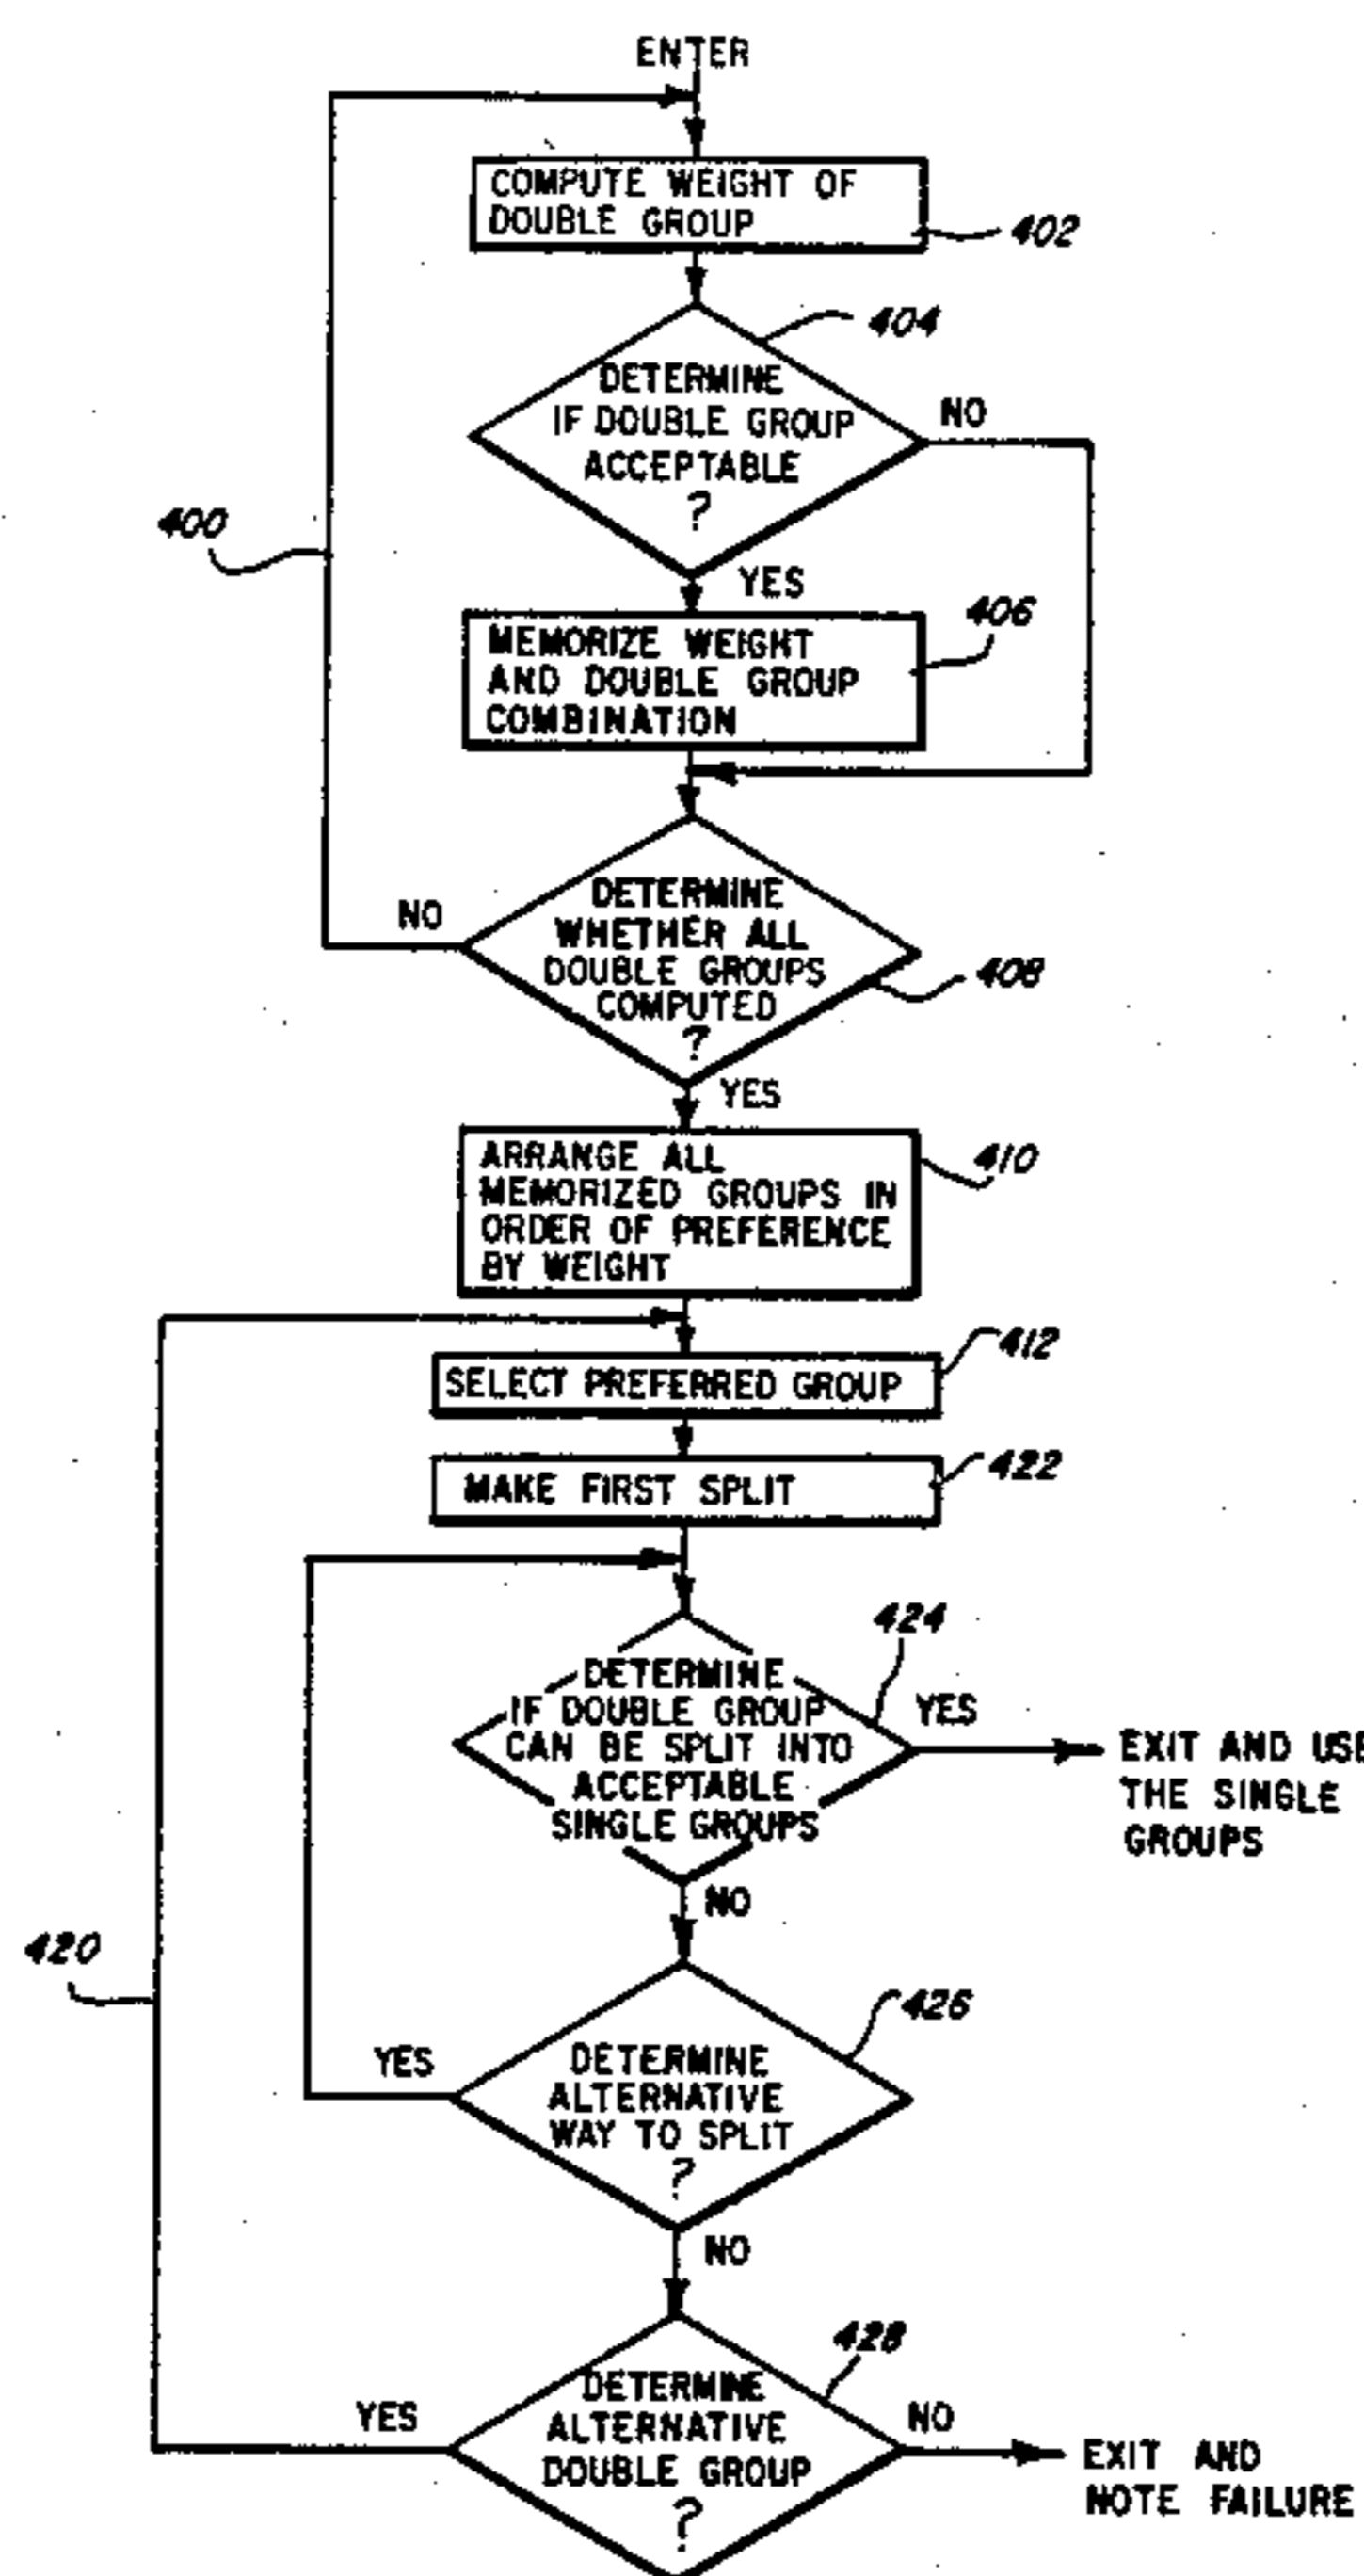 ENTER
COMPUTE WEIGHT OF
DOUBLE GROUP
402
404
DETERMINE
IF DOUBLE GROUP
ACCEPTABLE
?
NO
400
YES
406
MEMORIZE WEIGHT
AND DOUBLE GROUP
COMBINATION
DETERMINE
WHETHER ALL
DOUBLE GROUPS
COMPUTED
?
NO
408
YES
ARRANGE ALL
MEMORIZED GROUPS IN
ORDER OF PREFERENCE
BY WEIGHT
410
412
SELECT PREFERRED GROUP
422
MAKE FIRST SPLIT
424
DETERMINE
IF DOUBLE GROUP
CAN BE SPLIT INTO
ACCEPTABLE
SINGLE GROUPS
YES
EXIT AND USE
THE SINGLE
GROUPS
NO
420
426
YES
DETERMINE
ALTERNATIVE
WAY TO SPLIT
?
NO
428
YES
DETERMINE
ALTERNATIVE
DOUBLE GROUP
?
NO
EXIT AND
NOTE FAILURE